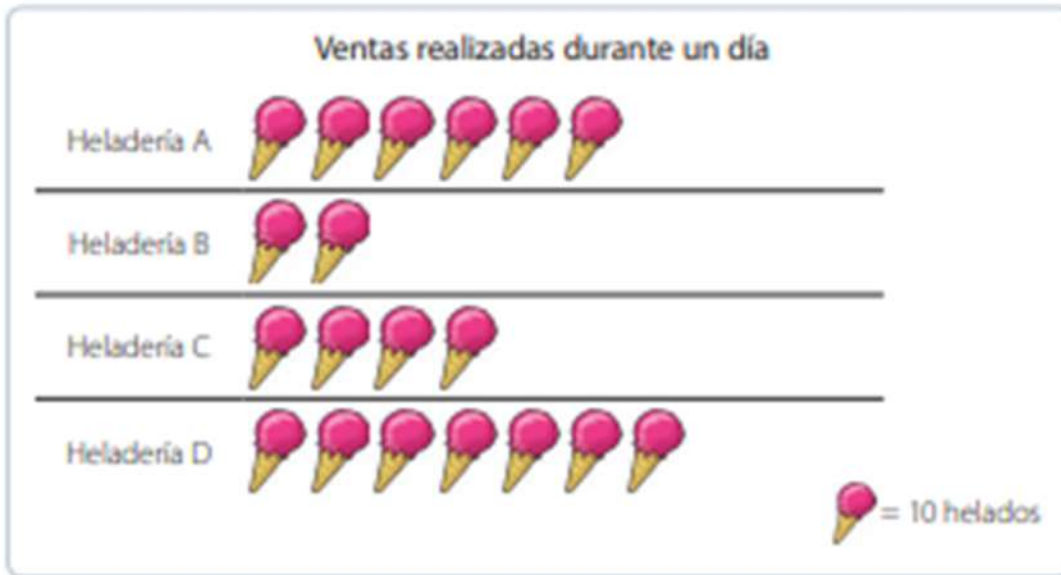 Ventas realizadas durante un día
Heladería A
Heladería B
Heladería C
Heladería D
= 10 helados